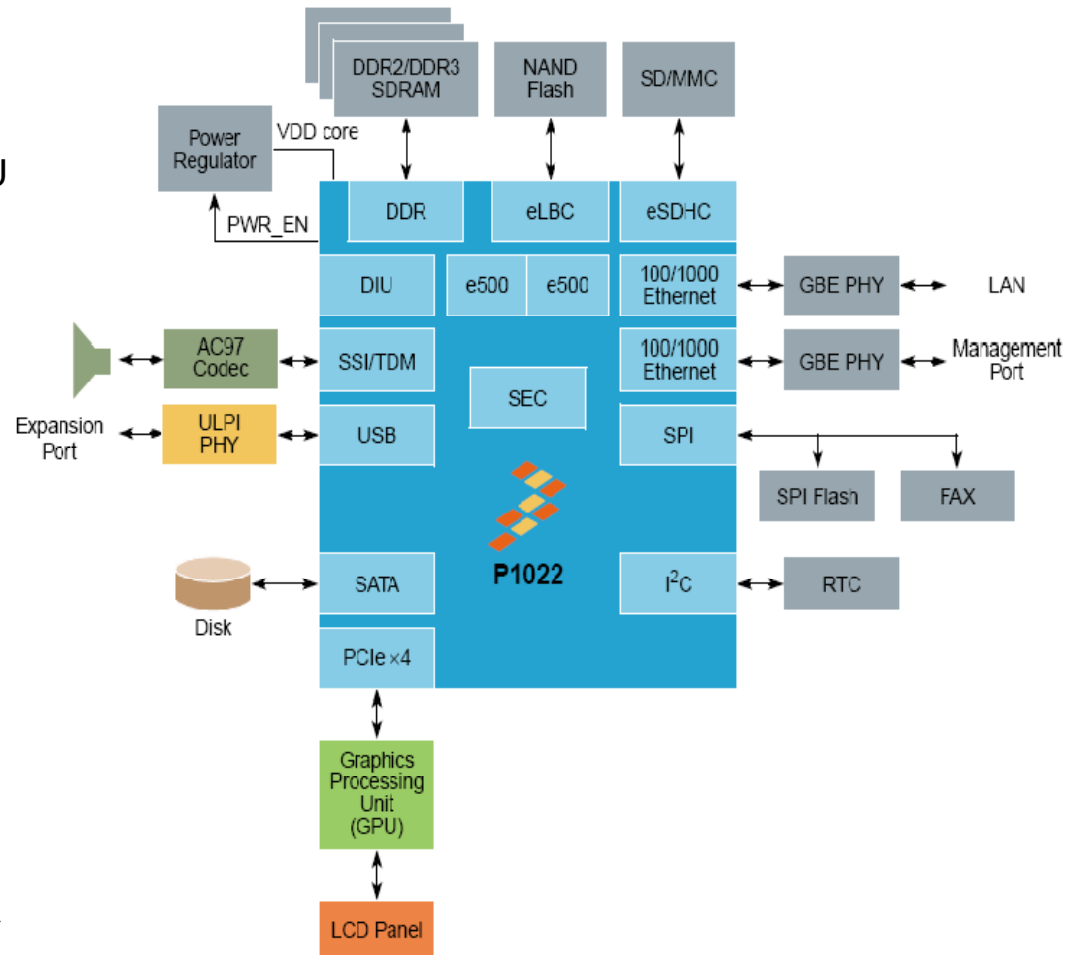 DDR2/DDR3
SDRAM
NAND
Flash
SD/MMC
Power
Regulator
VDD core
U
PWR_EN
DDR
eLBC
eSDHC
DIU
e500
e500
100/1000
Ethernet
GBE PHY
LAN
AC97
Codec
SSI/TDM
100/1000
Ethernet
GBE PHY
Management
Port
SEC
Expansion
Port
ULPI
PHY
USB
SPI
SPI Flash
FAX
P1022
Disk
SATA
I²C
RTC
PCIe ×4
Graphics
Processing
Unit
(GPU)
LCD Panel